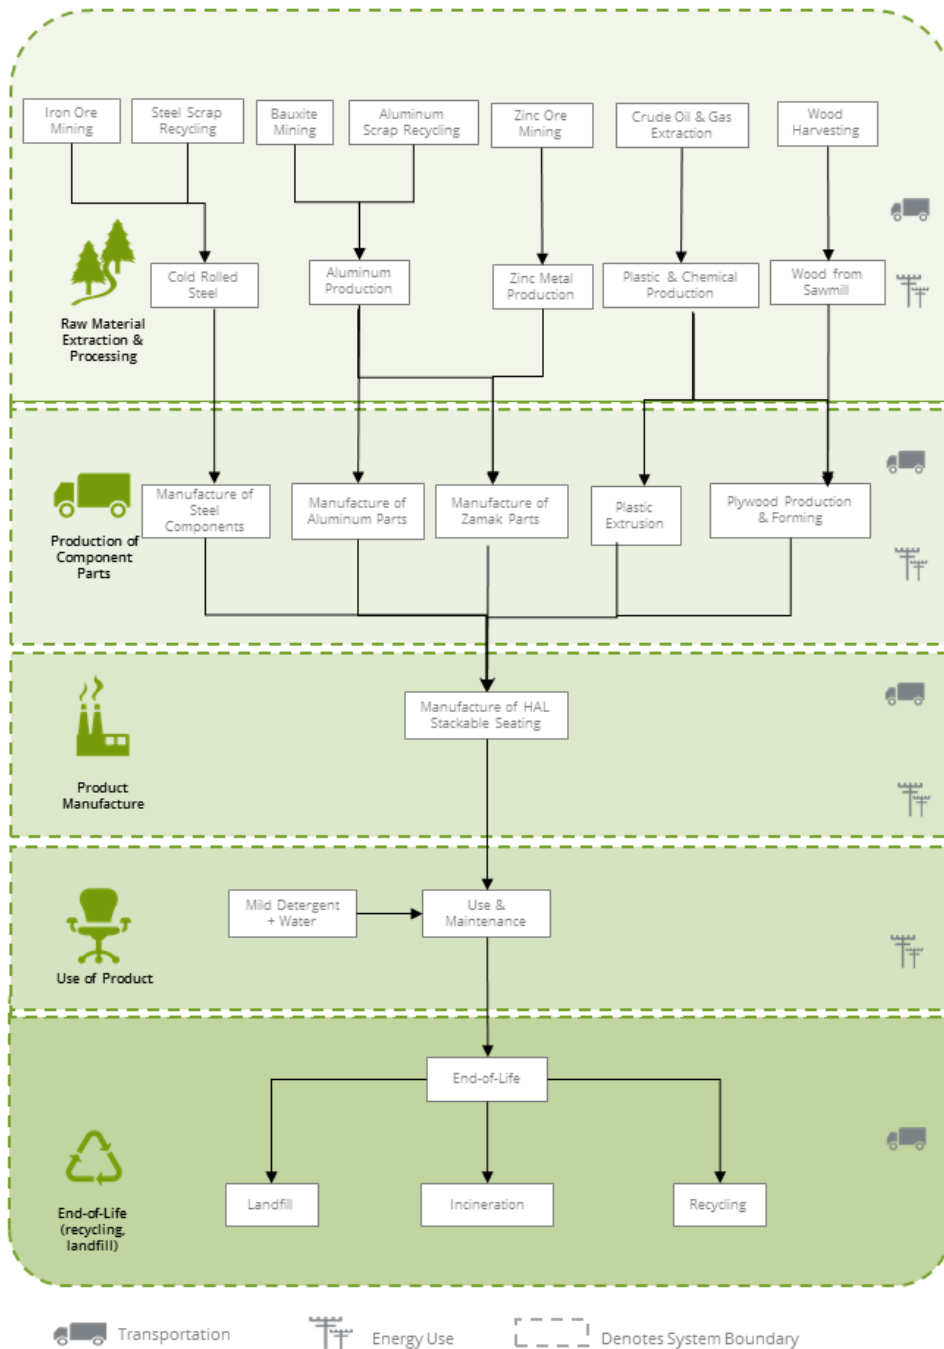 Iron Ore
Mining
Steel Scrap
Recycling
Bauxite
Mining
Aluminum
Scrap Recycling
Zinc Ore
Mining
Crude Oil & Gas
Extraction
Wood
Harvesting
Cold Rolled
Steel
Aluminum
Production
Zinc Metal
Production
Plastic & Chemical
Production
Wood from
Sawmill
Raw Material
Extraction &
Processing
Manufacture of
Steel
Components
Manufacture of
Aluminum Parts
Manufacture of
Zamak Parts
Plastic
Extrusion
Plywood Production
& Forming
Production of
Component
Parts
Manufacture of HAL
Stackable Seating
Product
Manufacture
Mild Detergent
+ Water
Use &
Maintenance
Use of Product
End-of-Life
Landfill
Incineration
Recycling
End-of-Life
(recycling,
landfill)
Transportation
Energy Use
Denotes System Boundary